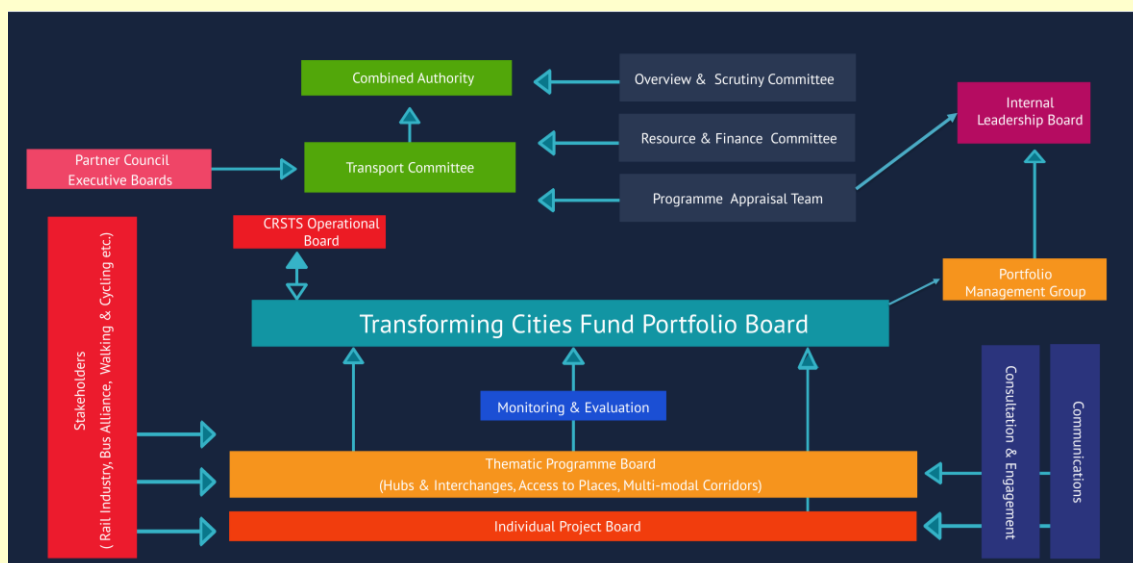 Combined Authority
Overview & Scrutiny Committee
Internal
Leadership Board
Resource & Finance Committee
Partner Council
Executive Boards
Transport Committee
Programme Appraisal Team
CRSTS Operational
Board
Portfolio
Management Group
Transforming Cities Fund Portfolio Board
Stakeholders
( Rail Industry, Bus Alliance, Walking & Cycling etc.)
Monitoring & Evaluation
Thematic Programme Board
(Hubs & Interchanges, Access to Places, Multi-modal Corridors)
Individual Project Board
Consultation & Engagement
Communications